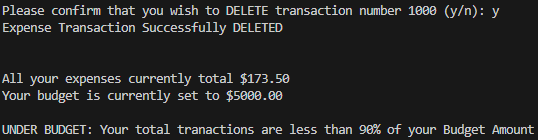 Please confirm that you wish to DELETE transaction number 1000 (y/n): y
Expense Transaction Successfully DELETED
All your expenses currently total $173.50
Your budget is currently set to $5000.00
UNDER BUDGET: Your total tranactions are less than 90% of your Budget Amount